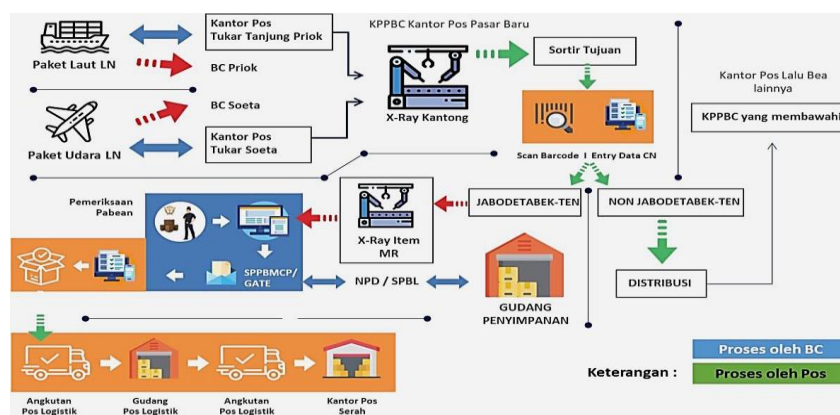 Kantor Pos
Tukar Tanjung Priok
Paket Laut LN
BC Priok
BC Soeta
Kantor Pos
Tukar Soeta
Paket Udara LN
KPPBC Kantor Pos Pasar Baru
X-Ray Kantong
Sortir Tujuan
Scan Barcode I Entry Data CN
Kantor Pos Lalu Bea
lainnya
KPPBC yang membawahi
Pemeriksaan
Pabean
X-Ray Item
MR
JABODETABEK-TEN
NON JABODETABEK-TEN
SPPBMCP/
GATE
NPD / SPBL
GUDANG
PENYIMPANAN
DISTRIBUSI
Angkutan
Pos Logistik
Gudang
Pos Logistik
Angkutan
Pos Logistik
Kantor Pos
Serah
Keterangan :
Proses oleh BC
Proses oleh Pos